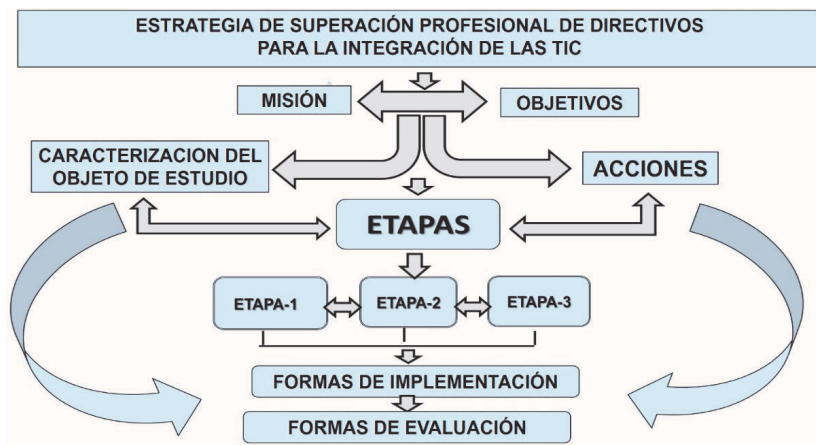 ESTRATEGIA DE SUPERACIÓN PROFESIONAL DE DIRECTIVOS
PARA LA INTEGRACIÓN DE LAS TIC
MISIÓN
OBJETIVOS
CARACTERIZACION DEL
OBJETO DE ESTUDIO
ACCIONES
ETAPAS
ETAPA-1
ETAPA-2
ETAPA-3
FORMAS DE IMPLEMENTACIÓN
FORMAS DE EVALUACIÓN